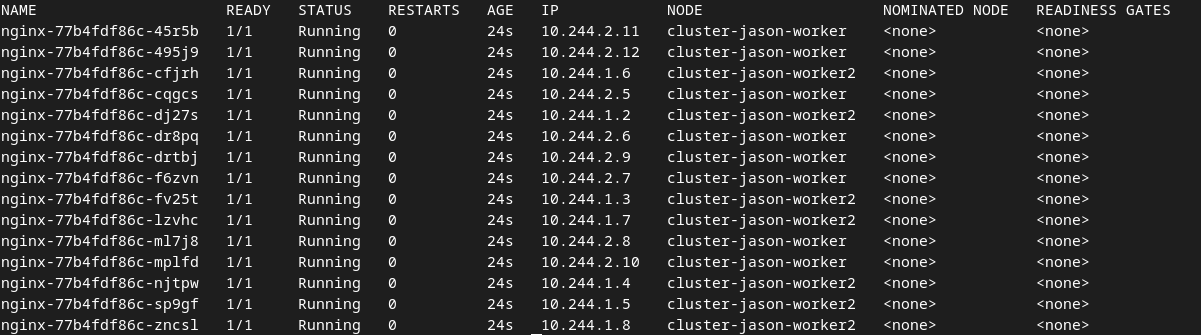 NAME READY STATUS RESTARTS AGE IP NODE NOMINATED NODE READINESS GATES
nginx-77b4fdf86c-45r5b 1/1 Running 0 24s 10.244.2.11 cluster-jason-worker <none> <none>
nginx-77b4fdf86c-495j9 1/1 Running 0 24s 10.244.2.12 cluster-jason-worker <none> <none>
nginx-77b4fdf86c-cfjrh 1/1 Running 0 24s 10.244.1.6 cluster-jason-worker2 <none> <none>
nginx-77b4fdf86c-cqgcs 1/1 Running 0 24s 10.244.2.5 cluster-jason-worker <none> <none>
nginx-77b4fdf86c-dj27s 1/1 Running 0 24s 10.244.1.2 cluster-jason-worker2 <none> <none>
nginx-77b4fdf86c-dr8pq 1/1 Running 0 24s 10.244.2.6 cluster-jason-worker <none> <none>
nginx-77b4fdf86c-drtbj 1/1 Running 0 24s 10.244.2.9 cluster-jason-worker <none> <none>
nginx-77b4fdf86c-f6zvn 1/1 Running 0 24s 10.244.2.7 cluster-jason-worker <none> <none>
nginx-77b4fdf86c-fv25t 1/1 Running 0 24s 10.244.1.3 cluster-jason-worker2 <none> <none>
nginx-77b4fdf86c-lzvhc 1/1 Running 0 24s 10.244.1.7 cluster-jason-worker2 <none> <none>
nginx-77b4fdf86c-ml7j8 1/1 Running 0 24s 10.244.2.8 cluster-jason-worker <none> <none>
nginx-77b4fdf86c-mplfd 1/1 Running 0 24s 10.244.2.10 cluster-jason-worker <none> <none>
nginx-77b4fdf86c-njtpw 1/1 Running 0 24s 10.244.1.4 cluster-jason-worker2 <none> <none>
nginx-77b4fdf86c-sp9gf 1/1 Running 0 24s 10.244.1.5 cluster-jason-worker2 <none> <none>
nginx-77b4fdf86c-zncsl 1/1 Running 0 24s 10.244.1.8 cluster-jason-worker2 <none> <none>